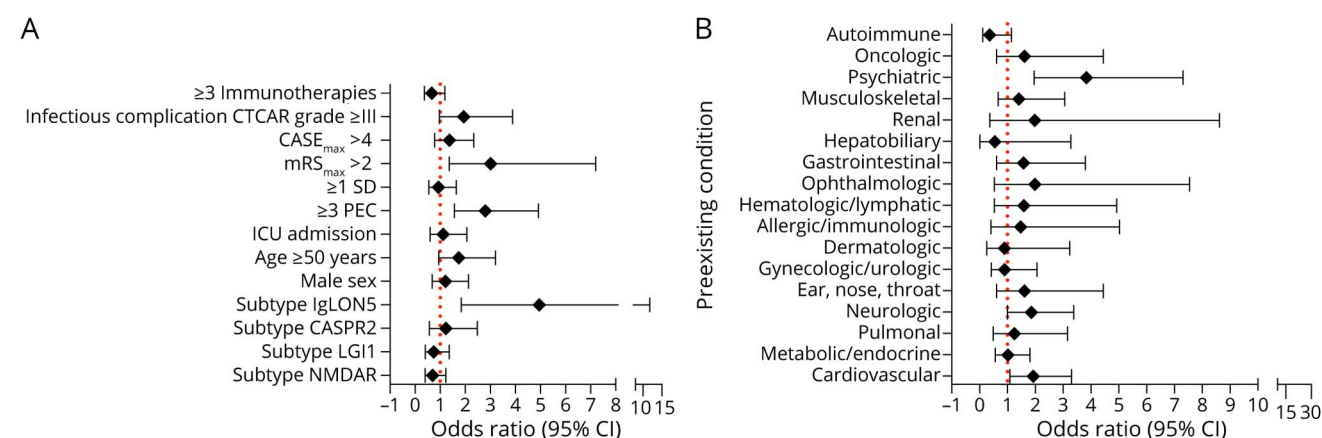 A
≥3 Immunotherapies
Infectious complication CTCAR grade ≥III
CASEmax >4
mRSmax >2
≥1 SD
≥3 PEC
ICU admission
Age ≥50 years
Male sex
Subtype IgLON5
Subtype CASPR2
Subtype LGI1
Subtype NMDAR
−1 0 1 2 3 4 5 6 7 8 10 15
Odds ratio (95% CI)
B
Preexisting condition
Autoimmune
Oncologic
Psychiatric
Musculoskeletal
Renal
Hepatobiliary
Gastrointestinal
Ophthalmologic
Hematologic/lymphatic
Allergic/immunologic
Dermatologic
Gynecologic/urologic
Ear, nose, throat
Neurologic
Pulmonal
Metabolic/endocrine
Cardiovascular
−1 0 1 2 3 4 5 6 7 8 9 10 15 30
Odds ratio (95% CI)